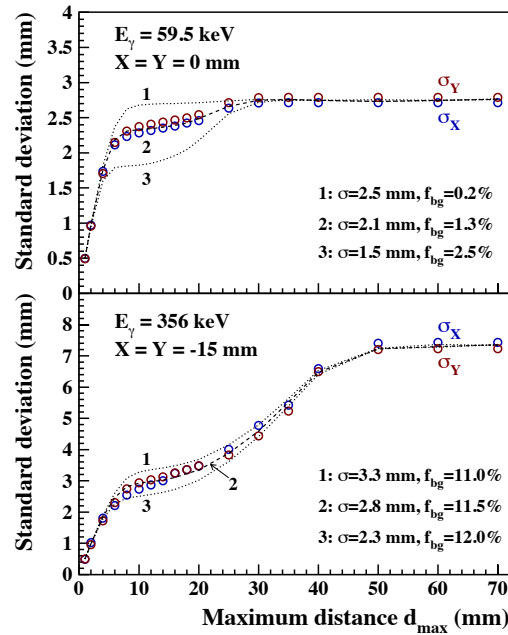 Standard deviation (mm)
4
3.5
3
2.5
2
1.5
1
0.5
0
E_γ = 59.5 keV
X = Y = 0 mm
1
2
3
σ_Y
σ_X
1: σ=2.5 mm, f_bg=0.2%
2: σ=2.1 mm, f_bg=1.3%
3: σ=1.5 mm, f_bg=2.5%
Standard deviation (mm)
8
7
6
5
4
3
2
1
0
E_γ = 356 keV
X = Y = -15 mm
σ_X
σ_Y
1
2
3
1: σ=3.3 mm, f_bg=11.0%
2: σ=2.8 mm, f_bg=11.5%
3: σ=2.3 mm, f_bg=12.0%
0 10 20 30 40 50 60 70
Maximum distance d_max (mm)